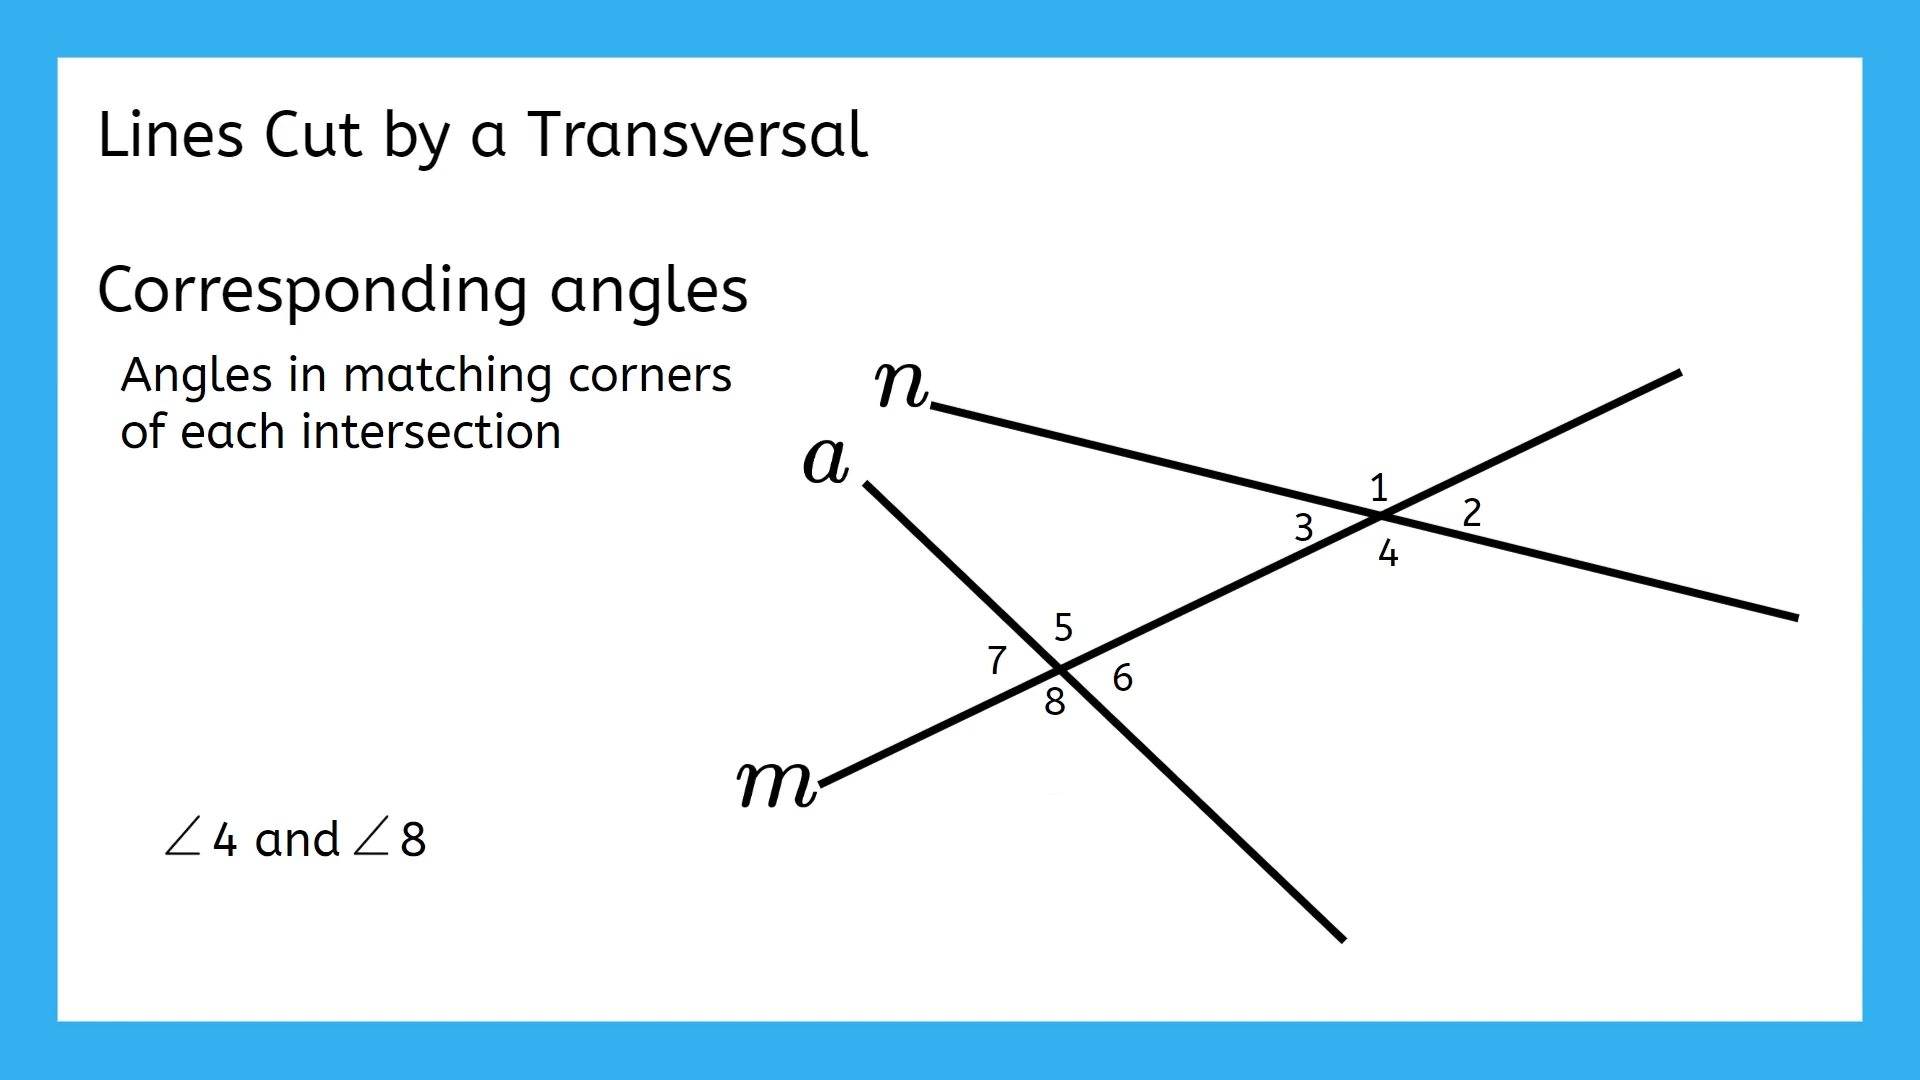 Lines Cut by a Transversal
Corresponding angles
Angles in matching corners
of each intersection
n
a
1
2
3
4
5
7
6
8
m
∠4 and ∠8